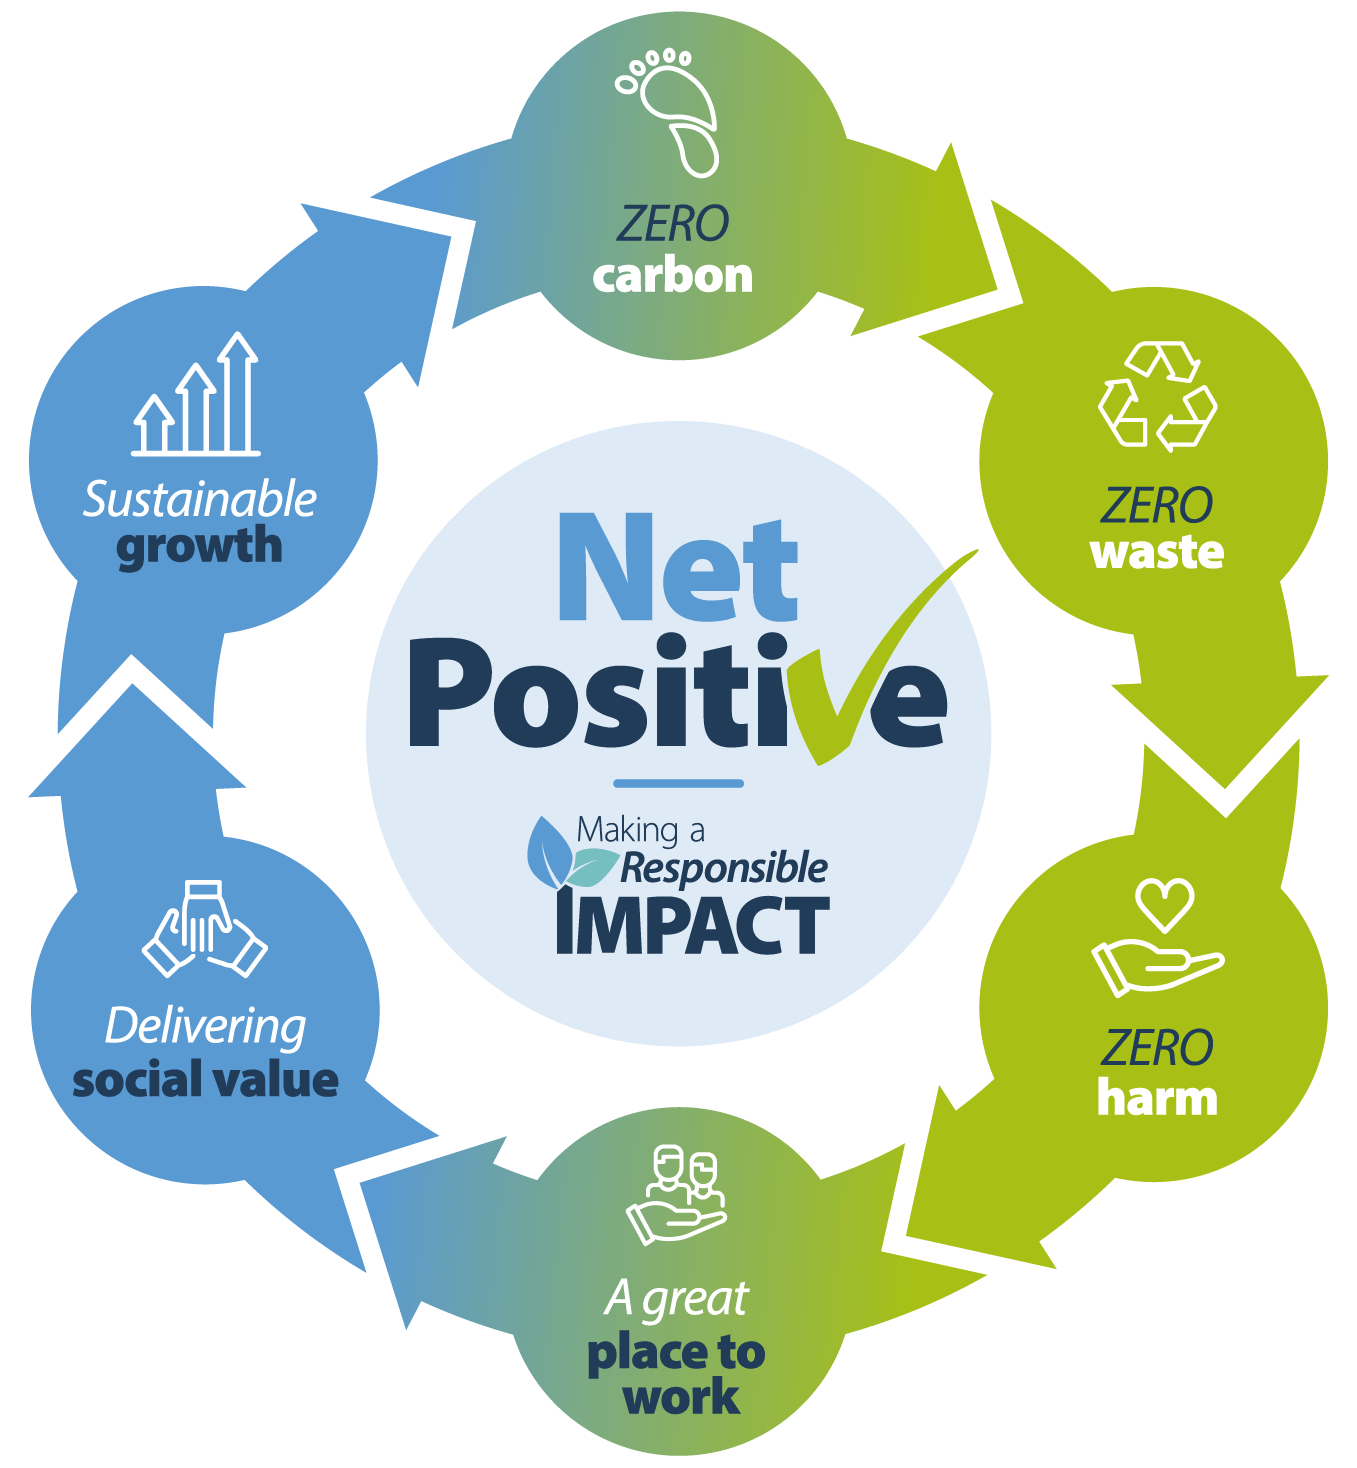 ZERO
carbon
ZERO
waste
ZERO
harm
A great
place to
work
Delivering
social value
Sustainable
growth
Net
Positive
Making a
Responsible
IMPACT